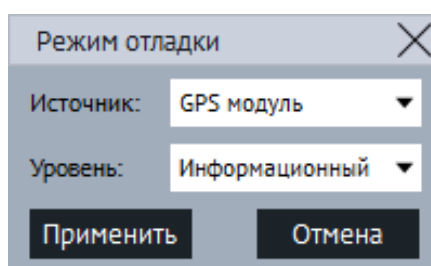 Режим отладки
Источник: GPS модуль
Уровень: Информационный
Применить Отмена